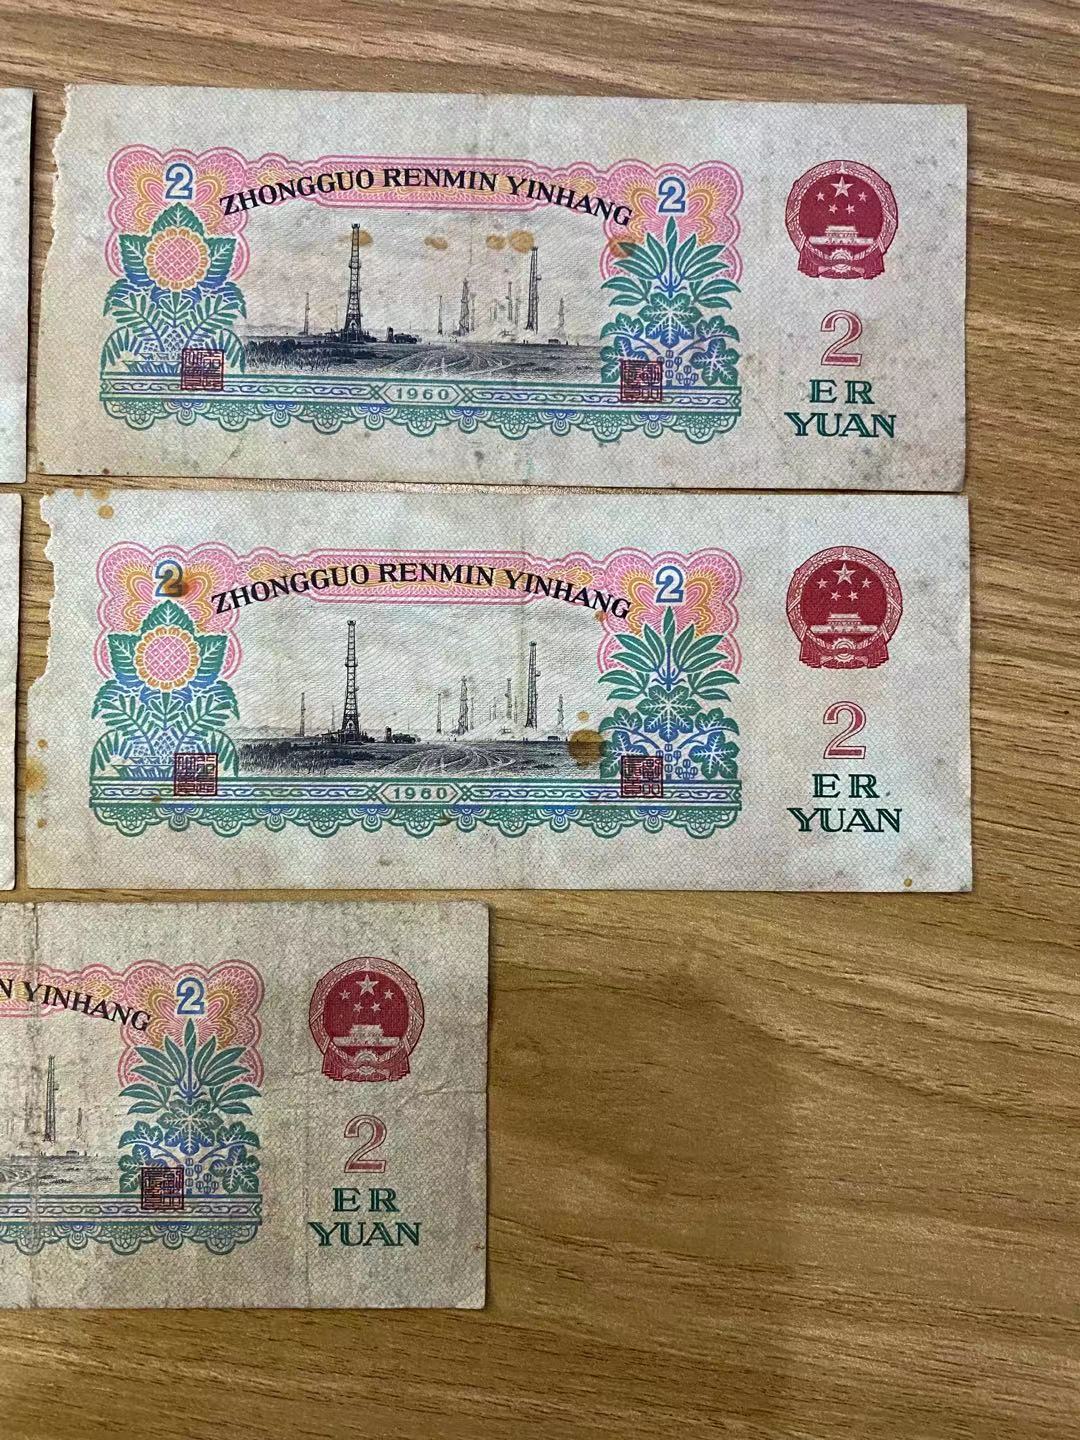 2
ZHONGGUO RENMIN YINHANG
2
2
ER
YUAN
1960
2
ZHONGGUO RENMIN YINHANG
2
2
ER
YUAN
1960
YINHANG
2
2
ER
YUAN